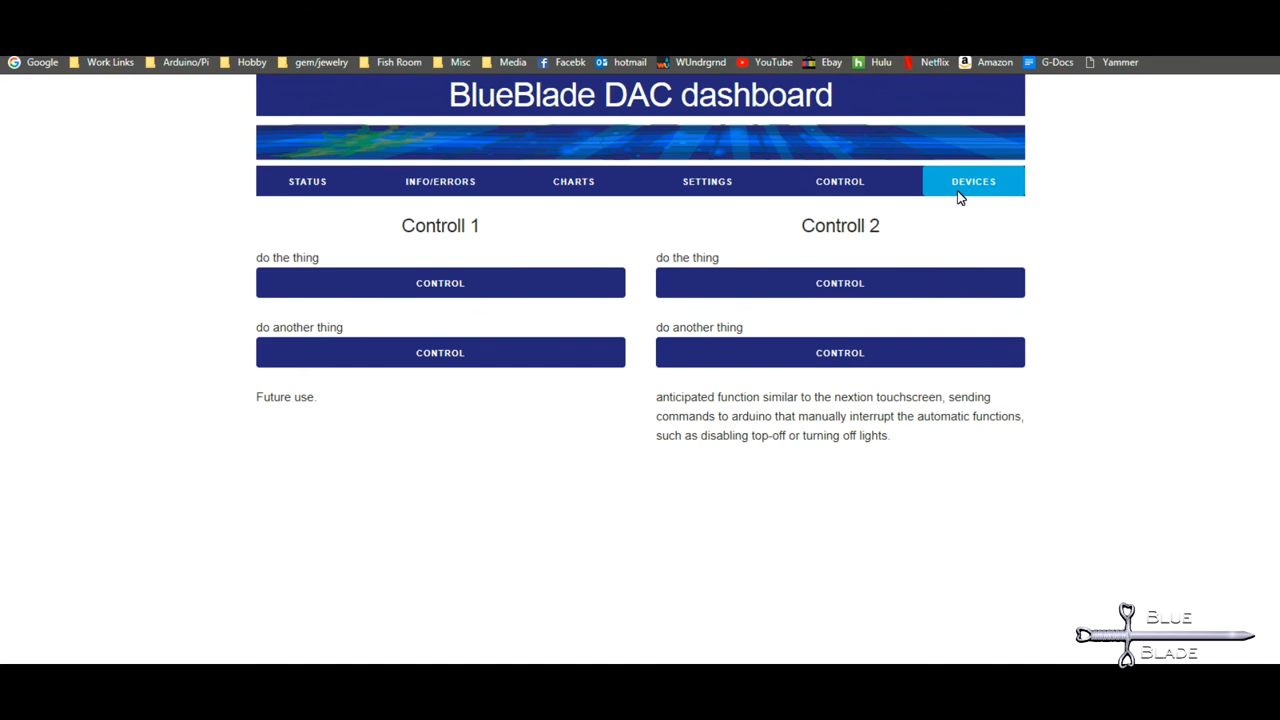 Google Work Links Arduino/Pi Hobby gem/jewelry Fish Room Misc Media Facebk hotmail WUndrgrnd YouTube Ebay Hulu Netflix Amazon G-Docs Yammer
BlueBlade DAC dashboard
STATUS INFO/ERRORS CHARTS SETTINGS CONTROL DEVICES
Controll 1
do the thing
CONTROL
do another thing
CONTROL
Future use.
Controll 2
do the thing
CONTROL
do another thing
CONTROL
anticipated function similar to the nextion touchscreen, sending
commands to arduino that manually interrupt the automatic functions,
such as disabling top-off or turning off lights.
BLUE
BLADE